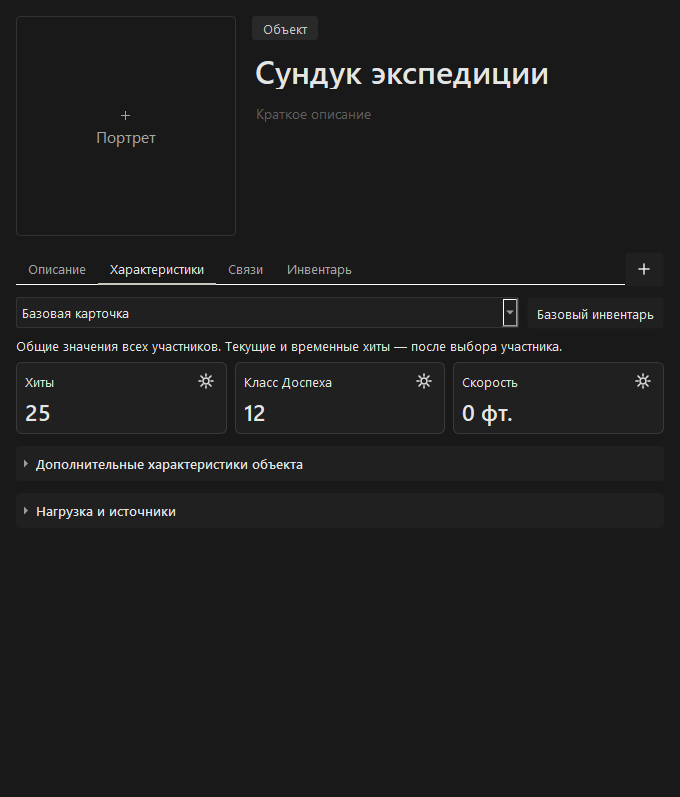 Объект
Сундук экспедиции
Краткое описание
+
Портрет
Описание Характеристики Связи Инвентарь +
Базовая карточка Базовый инвентарь
Общие значения всех участников. Текущие и временные хиты — после выбора участника.
Хиты Класс Доспеха Скорость
25 12 0 фт.
Дополнительные характеристики объекта
Нагрузка и источники